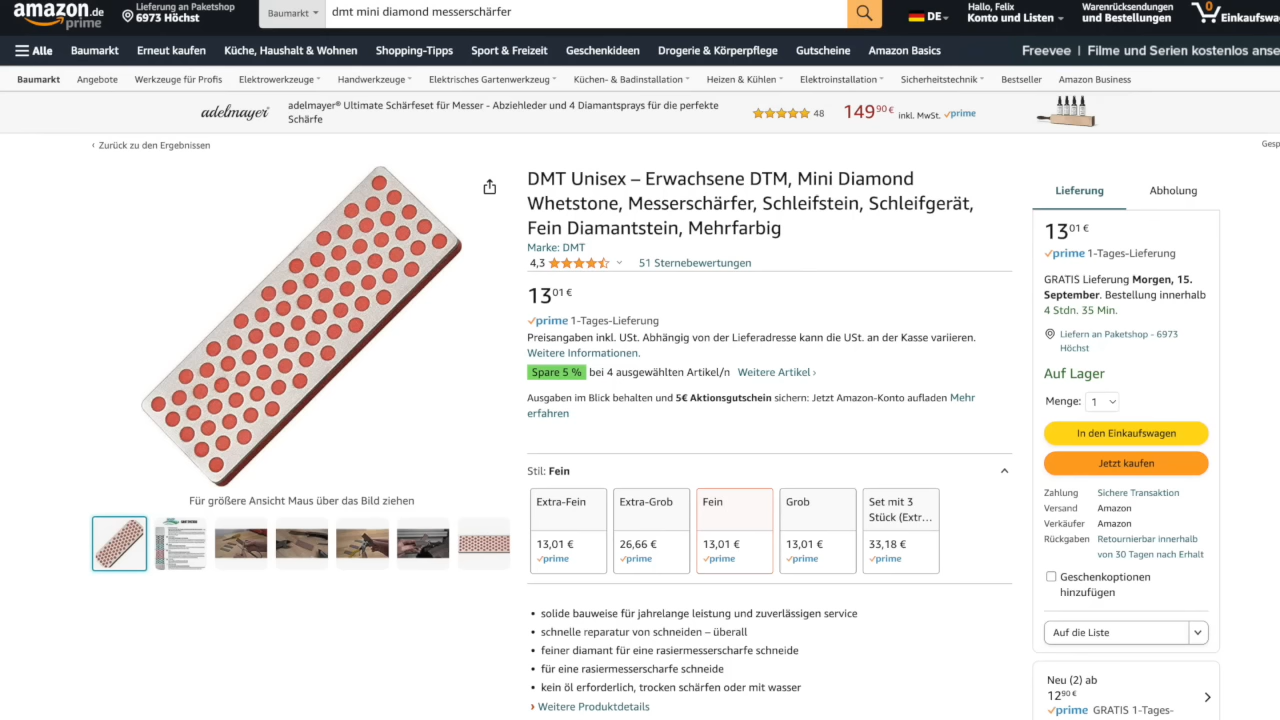 amazon.de
prime
Lieferung an Paketshop
6973 Höchst
Baumarkt
dmt mini diamond messerschärfer
DE
Hallo, Felix
Konto und Listen
Warenrücksendungen
und Bestellungen
0
Einkaufswa
Alle
Baumarkt
Erneut kaufen
Küche, Haushalt & Wohnen
Shopping-Tipps
Sport & Freizeit
Geschenkideen
Drogerie & Körperpflege
Gutscheine
Amazon Basics
Freevee | Filme und Serien kostenlos anse
Baumarkt
Angebote
Werkzeuge für Profis
Elektrowerkzeuge
Handwerkzeuge
Elektrisches Gartenwerkzeug
Küchen- & Badinstallation
Heizen & Kühlen
Elektroinstallation
Sicherheitstechnik
Bestseller
Amazon Business
adelmayer
adelmayer® Ultimate Schärfeset für Messer - Abziehleder und 4 Diamantsprays für die perfekte
Schärfe
48
149 90 € inkl. MwSt. prime
‹ Zurück zu den Ergebnissen
Gesp
DMT Unisex – Erwachsene DTM, Mini Diamond
Whetstone, Messerschärfer, Schleifstein, Schleifgerät,
Fein Diamantstein, Mehrfarbig
Marke: DMT
4,3
51 Sternebewertungen
13 01 €
prime 1-Tages-Lieferung
Preisangaben inkl. USt. Abhängig von der Lieferadresse kann die USt. an der Kasse variieren.
Weitere Informationen.
Spare 5 % bei 4 ausgewählten Artikel/n Weitere Artikel ›
Ausgaben im Blick behalten und 5€ Aktionsgutschein sichern: Jetzt Amazon-Konto aufladen Mehr
erfahren
Stil: Fein
Extra-Fein
13,01 €
prime
Extra-Grob
26,66 €
prime
Fein
13,01 €
prime
Grob
13,01 €
prime
Set mit 3
Stück (Extr…
33,18 €
prime
• solide bauweise für jahrelange leistung und zuverlässigen service
• schnelle reparatur von schneiden – überall
• feiner diamant für eine rasiermesserscharfe schneide
• für eine rasiermesserscharfe schneide
• kein öl erforderlich, trocken schärfen oder mit wasser
› Weitere Produktdetails
Für größere Ansicht Maus über das Bild ziehen
Lieferung
Abholung
13 01 €
prime 1-Tages-Lieferung
GRATIS Lieferung Morgen, 15.
September. Bestellung innerhalb
4 Stdn. 35 Min.
Liefern an Paketshop - 6973
Höchst
Auf Lager
Menge: 1
In den Einkaufswagen
Jetzt kaufen
Zahlung Sichere Transaktion
Versand Amazon
Verkäufer Amazon
Rückgaben Retournierbar innerhalb
von 30 Tagen nach Erhalt
Geschenkoptionen
hinzufügen
Auf die Liste
Neu (2) ab
12 90 €
prime GRATIS 1-Tages-